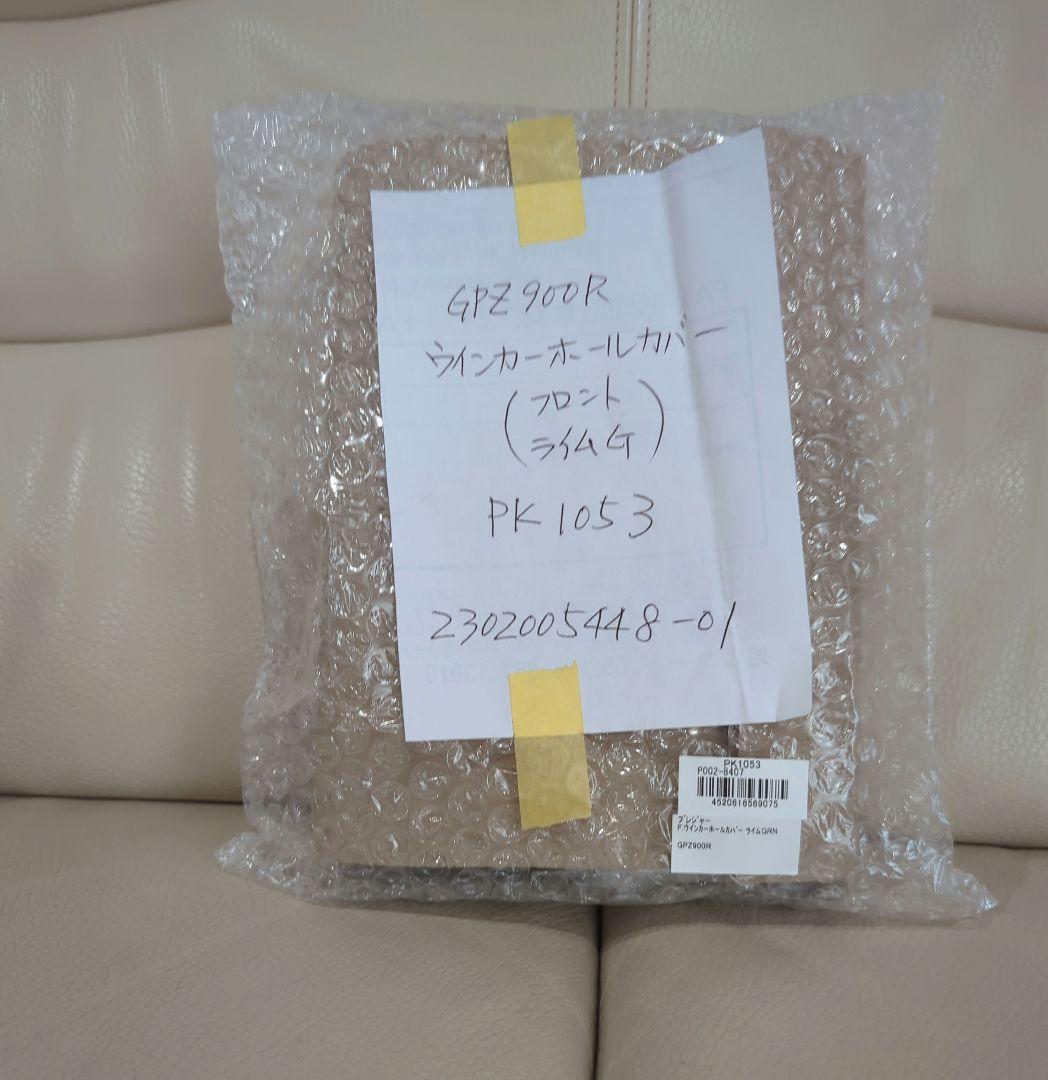 GPZ900R
ウインカーホールカバー
(フロント
ライムG)
PK1053
2302005448-01
PK1053
P002-8407
4520616569075
プレジャー
F.ウインカーホールカバー ライムGRN
GPZ900R